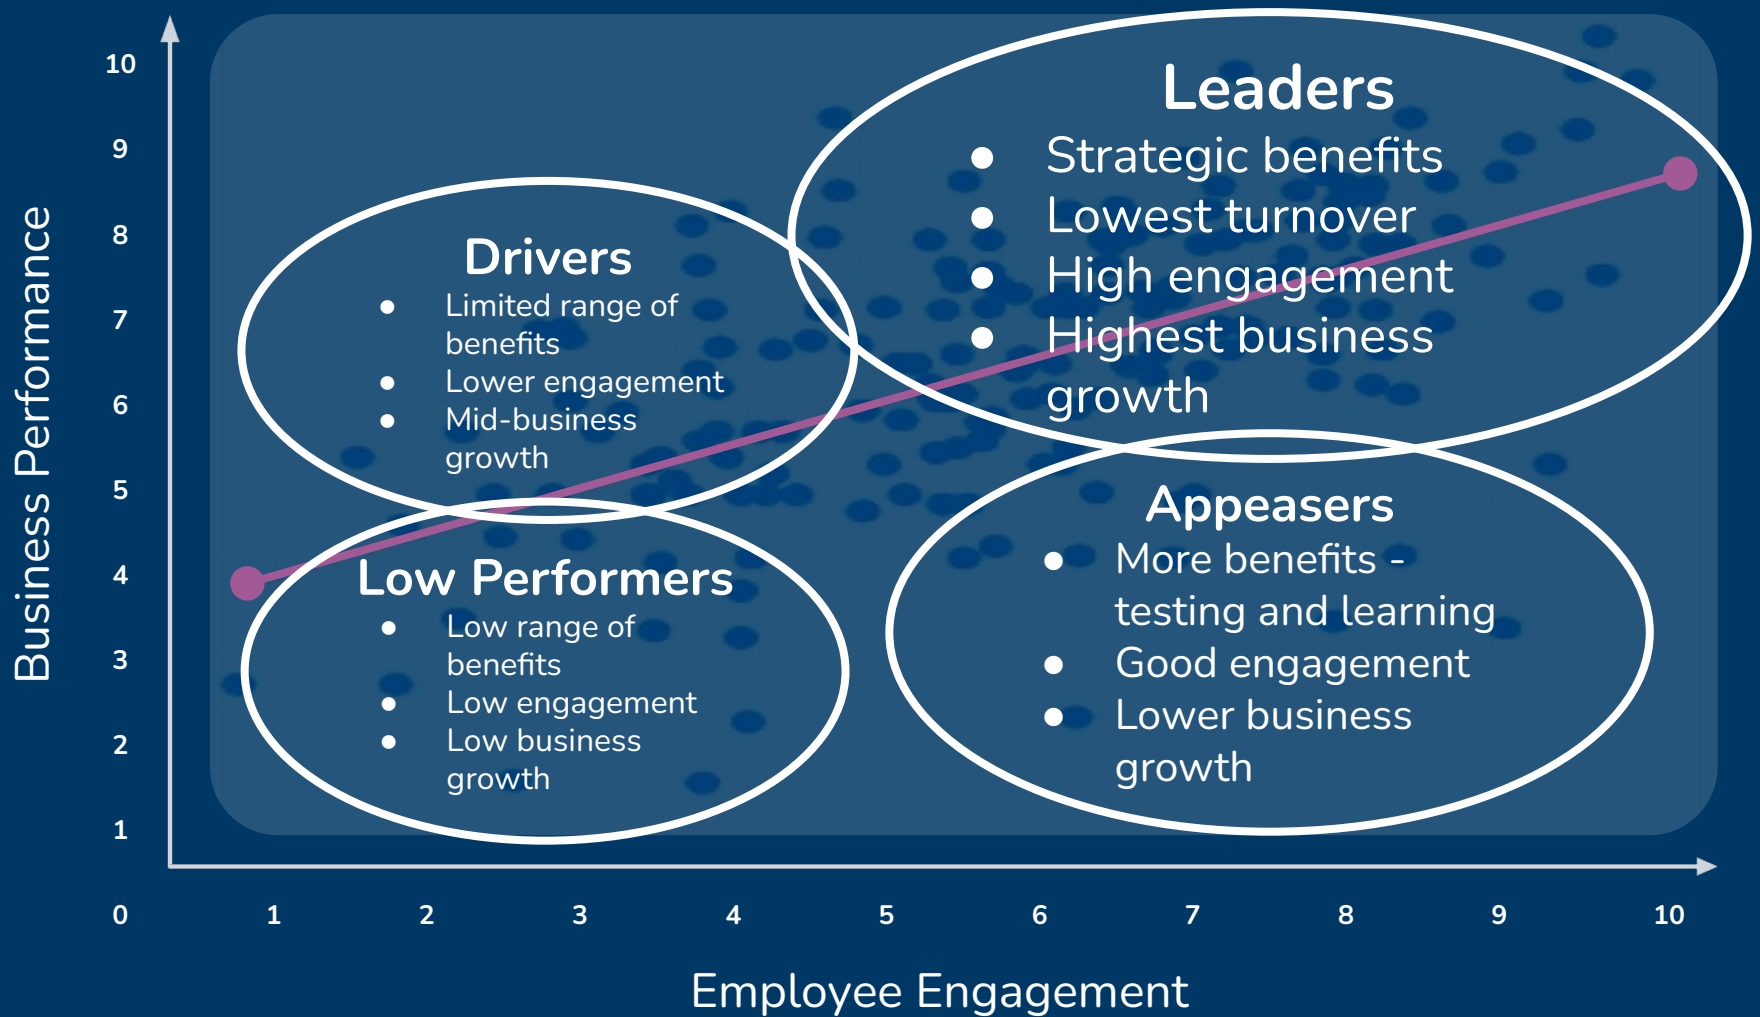 Business Performance
10
9
8
7
6
5
4
3
2
1
0
1
2
3
4
5
6
7
8
9
10
Employee Engagement
Drivers
● Limited range of
benefits
● Lower engagement
● Mid-business
growth
Leaders
● Strategic benefits
● Lowest turnover
● High engagement
● Highest business
growth
Low Performers
● Low range of
benefits
● Low engagement
● Low business
growth
Appeasers
● More benefits -
testing and learning
● Good engagement
● Lower business
growth